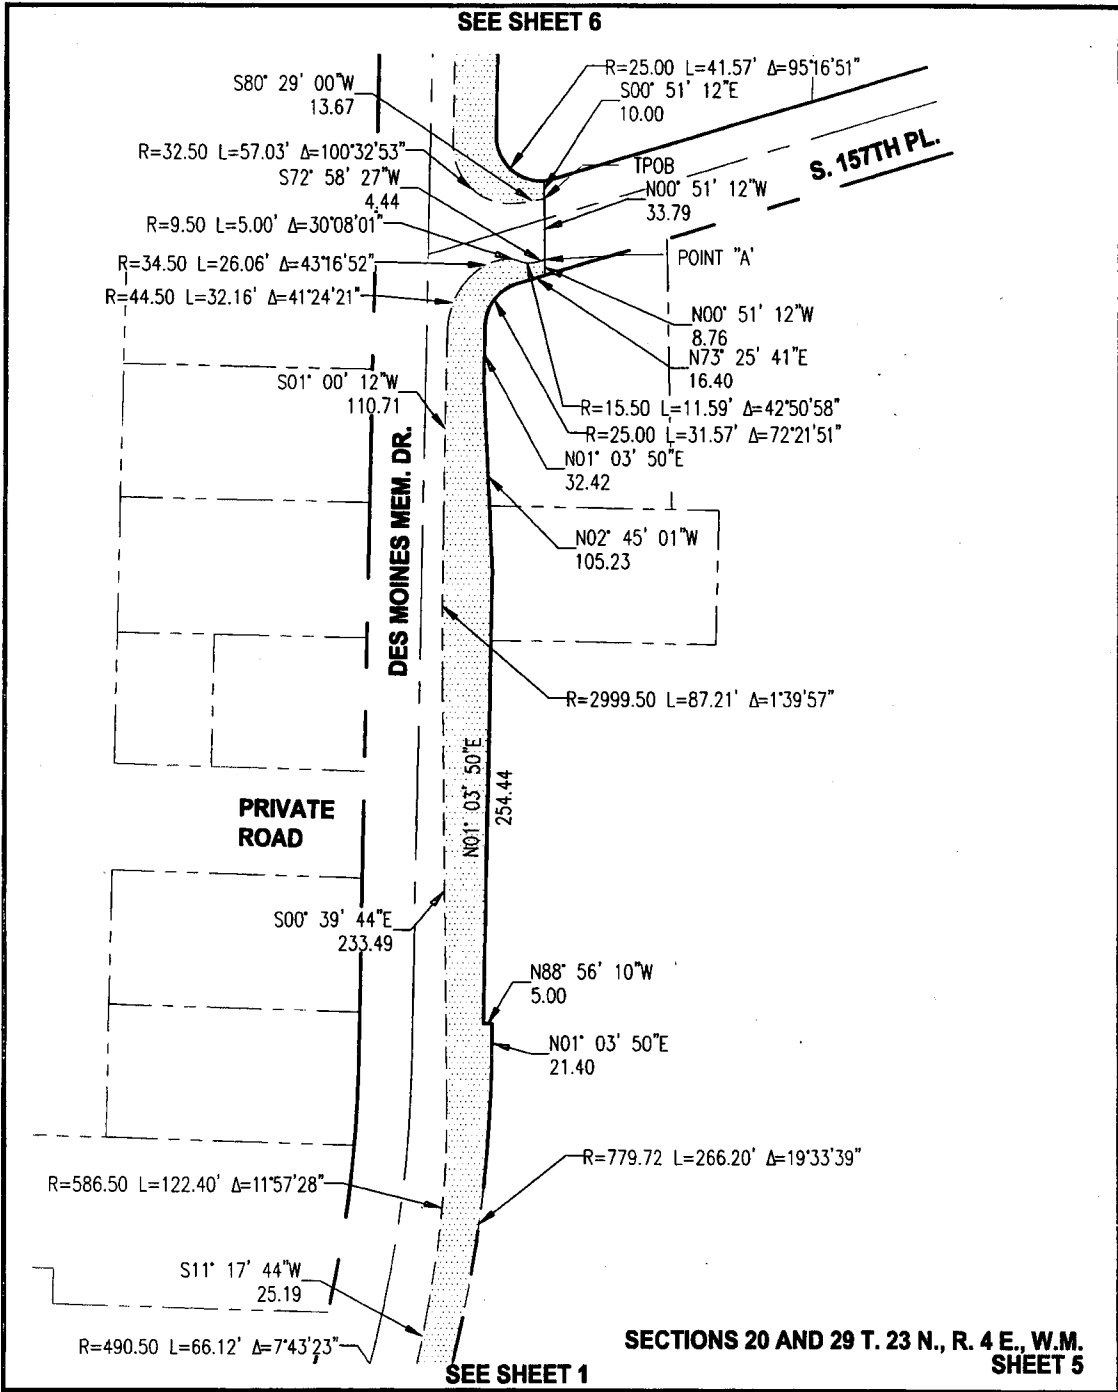 SEE SHEET 6
S80° 29' 00"W
13.67
R=25.00 L=41.57' Δ=95°16'51"
S00° 51' 12"E
10.00
R=32.50 L=57.03' Δ=100°32'53"
TPOB
S. 157TH PL.
S72° 58' 27"W
4.44
N00° 51' 12"W
33.79
R=9.50 L=5.00' Δ=30°08'01"
POINT "A'
R=34.50 L=26.06' Δ=43°16'52"
R=44.50 L=32.16' Δ=41°24'21"
N00° 51' 12"W
8.76
N73° 25' 41"E
16.40
S01° 00' 12"W
110.71
R=15.50 L=11.59' Δ=42°50'58"
R=25.00 L=31.57' Δ=72°21'51"
N01° 03' 50"E
32.42
DES MOINES MEM. DR.
N02° 45' 01"W
105.23
R=2999.50 L=87.21' Δ=1°39'57"
N01° 03' 50"E
254.44
PRIVATE
ROAD
S00° 39' 44"E
233.49
N88° 56' 10"W
5.00
N01° 03' 50"E
21.40
R=779.72 L=266.20' Δ=19°33'39"
R=586.50 L=122.40' Δ=11°57'28"
S11° 17' 44"W
25.19
R=490.50 L=66.12' Δ=7°43'23"
SECTIONS 20 AND 29 T. 23 N., R. 4 E., W.M.
SHEET 5
SEE SHEET 1